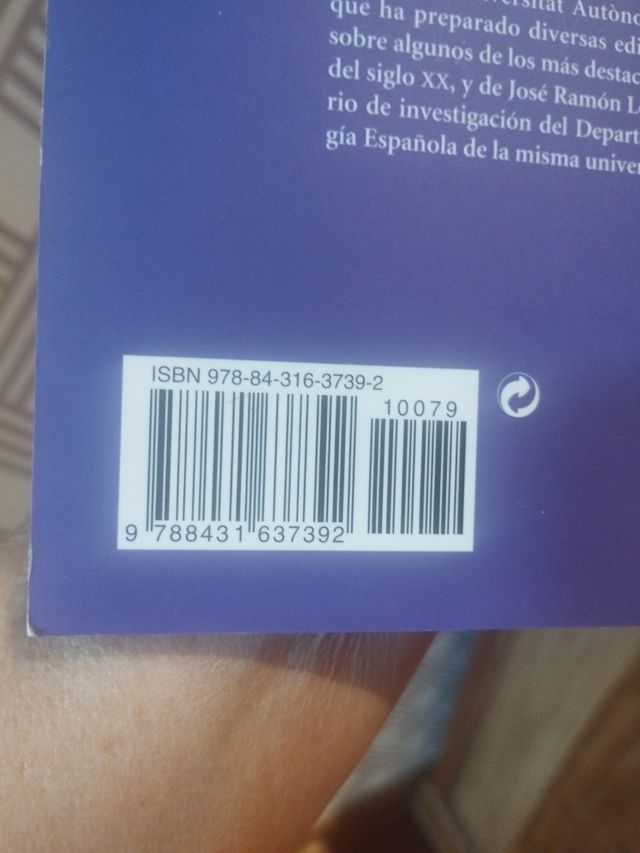 Autònc
que ha preparado diversas edi
sobre algunos de los más destac
del siglo XX, y de José Ramón L
rio de investigación del Depart
gía Española de la misma univer
ISBN 978-84-316-3739-2
10079
9 788431 637392